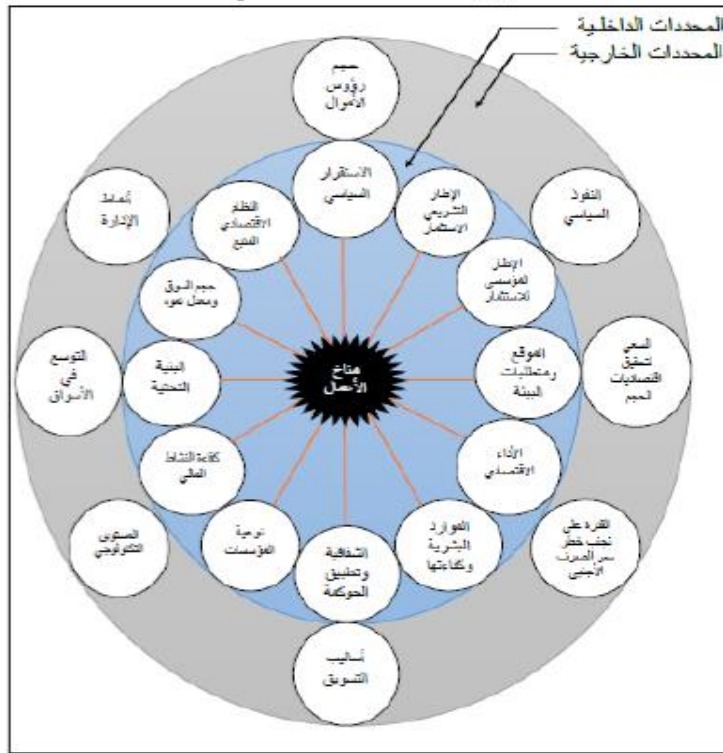 المحددات الداخلية
المحددات الخارجية
حجم
رؤوس
الأموال
النفوذ
السياسي
السعي
لتحقيق
اقتصاديات
الحجم
القدرة على
تجنب خطر
سعر الصرف
الأجنبي
أساليب
التسويق
المستوى
التكنولوجي
التوسع
في
الأسواق
أنماط
الإدارة
الاستقرار
السياسي
الإطار
التشريعي
الاستثمار
الإطار
المؤسسي
للاستثمار
الموقع
ومتطلبات
البيئة
الأداء
الاقتصادي
الموارد
البشرية
وكفاءتها
الشفافية
وتطبيق
الحوكمة
نوعية
المؤسسات
كفاءة النشاط
المالي
البنية
التحتية
حجم السوق
ومعدل نموه
النظام
الاقتصادي
المتبع
مناخ
الأعمال